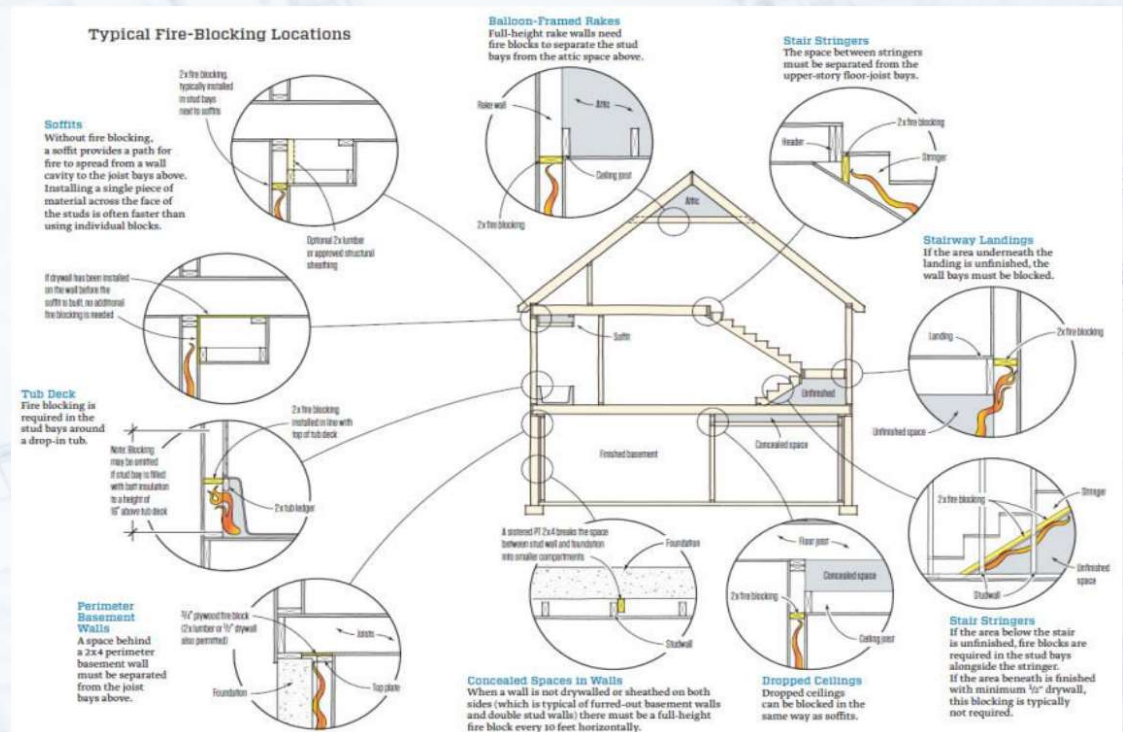 Typical Fire-Blocking Locations
Balloon-Framed Rakes
Full-height rake walls need
fire blocks to separate the stud
bays from the attic space above.
Rake wall
Attic
Ceiling joist
2x fire blocking
Stair Stringers
The space between stringers
must be separated from the
upper-story floor-joist bays.
2x fire blocking
Header
Stringer
2x fire blocking,
typically installed
in stud bays
next to soffits
Soffits
Without fire blocking,
a soffit provides a path for
fire to spread from a wall
cavity to the joist bays above.
Installing a single piece of
material across the face of
the studs is often faster than
using individual blocks.
Optional 2x lumber
or approved structural
sheathing
If drywall has been installed
on the wall before the
soffit is built, no additional
fire blocking is needed
Attic
Soffit
Unfinished
Finished basement
Concealed space
Stairway Landings
If the area underneath the
landing is unfinished, the
wall bays must be blocked.
Landing
2x fire blocking
Unfinished space
Tub Deck
Fire blocking is
required in the
stud bays around
a drop-in tub.
2x fire blocking
installed in line with
top of tub deck
Note: Blocking
may be omitted
if stud bay is filled
with batt insulation
to a height of
16" above tub deck
2x tub ledger
Perimeter
Basement
Walls
A space behind
a 2x4 perimeter
basement wall
must be separated
from the joist
bays above.
3/4" plywood fire block
(2x lumber or 1/2" drywall
also permitted)
Joists
Foundation
Top plate
A sistered PT 2x4 breaks the space
between stud wall and foundation
into smaller compartments
Foundation
Studwall
Concealed Spaces in Walls
When a wall is not drywalled or sheathed on both
sides (which is typical of furred-out basement walls
and double stud walls) there must be a full-height
fire block every 10 feet horizontally.
Floor joist
Concealed space
2x fire blocking
Ceiling joist
Dropped Ceilings
Dropped ceilings
can be blocked in the
same way as soffits.
2x fire blocking
Stringer
Unfinished
space
Studwall
Stair Stringers
If the area below the stair
is unfinished, fire blocks are
required in the stud bays
alongside the stringer.
If the area beneath is finished
with minimum 1/2" drywall,
this blocking is typically
not required.